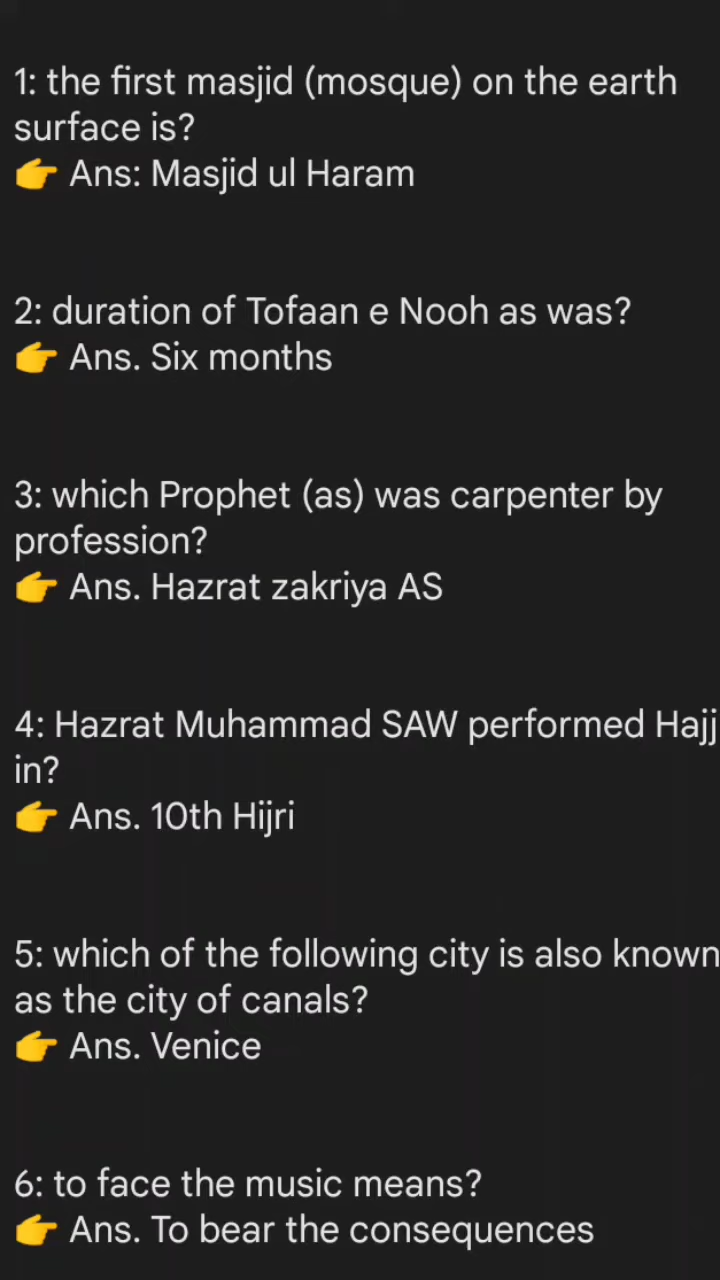 1: the first masjid (mosque) on the earth
surface is?
👉 Ans: Masjid ul Haram
2: duration of Tofaan e Nooh as was?
👉 Ans. Six months
3: which Prophet (as) was carpenter by
profession?
👉 Ans. Hazrat zakriya AS
4: Hazrat Muhammad SAW performed Hajj
in?
👉 Ans. 10th Hijri
5: which of the following city is also known
as the city of canals?
👉 Ans. Venice
6: to face the music means?
👉 Ans. To bear the consequences